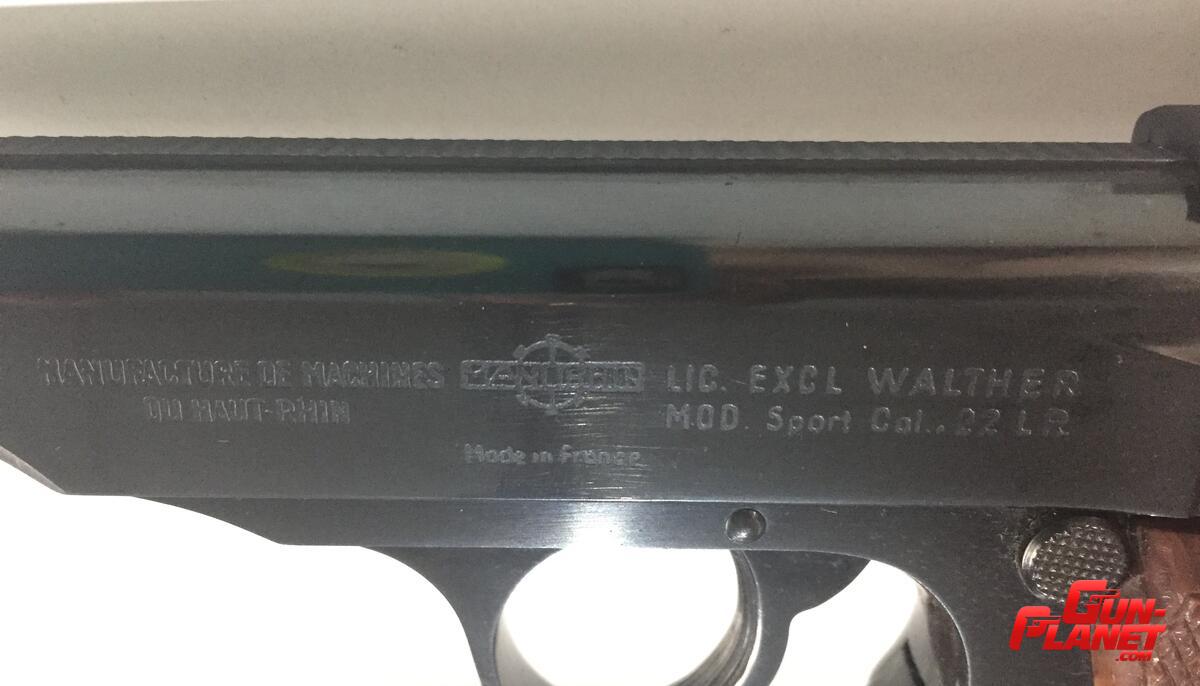 MANUFACTURE DE MACHINES
DU HAUT-RHIN
MANURHIN
Made in France
LIC. EXCL WALTHER
MOD. Sport Cal..22 LR
GUN-
PLANET
.COM